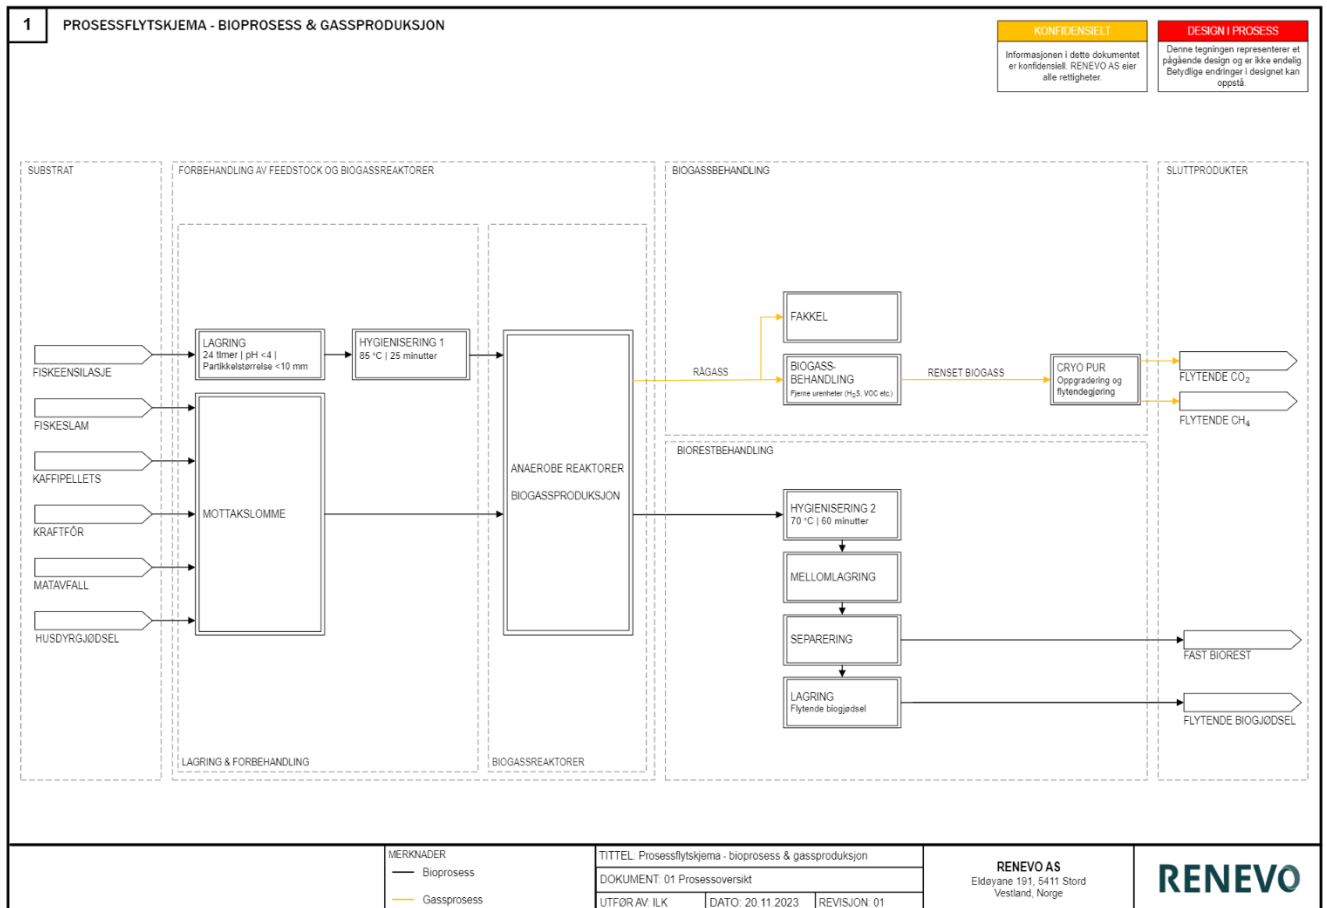 1
PROSESSFLYTSKJEMA - BIOPROSESS & GASSPRODUKSJON
KONFIDENSIELT
Informasjonen i dette dokumentet
er konfidensiell. RENEVO AS eier
alle rettigheter.
DESIGN I PROSESS
Denne tegningen representerer et
pågående design og er ikke endelig.
Betydlige endringer i designet kan
oppstå.
SUBSTRAT
FORBEHANDLING AV FEEDSTOCK OG BIOGASSREAKTORER
BIOGASSBEHANDLING
SLUTTPRODUKTER
FISKEENSILASJE
FISKESLAM
KAFFIPELLETS
KRAFTFÔR
MATAVFALL
HUSDYRGJØDSEL
LAGRING
24 timer | pH <4 |
Partikkelstørrelse <10 mm
HYGIENISERING 1
85 °C | 25 minutter
MOTTAKSLOMME
LAGRING & FORBEHANDLING
ANAEROBE REAKTORER
BIOGASSPRODUKSJON
BIOGASSREAKTORER
RÅGASS
FAKKEL
BIOGASS-
BEHANDLING
Fjerne urenheter (H₂S, VOC etc.)
RENSET BIOGASS
CRYO PUR
Oppgradering og
flytendegjøring
FLYTENDE CO₂
FLYTENDE CH₄
BIORESTBEHANDLING
HYGIENISERING 2
70 °C | 60 minutter
MELLOMLAGRING
SEPARERING
LAGRING
Flytende biogjødsel
FAST BIOREST
FLYTENDE BIOGJØDSEL
MERKNADER
Bioprosess
Gassprosess
TITTEL: Prosessflytskjema - bioprosess & gassproduksjon
DOKUMENT: 01 Prosessoversikt
UTFØR AV: ILK
DATO: 20.11.2023
REVISJON: 01
RENEVO AS
Eldøyane 191, 5411 Stord
Vestland, Norge
RENEVO